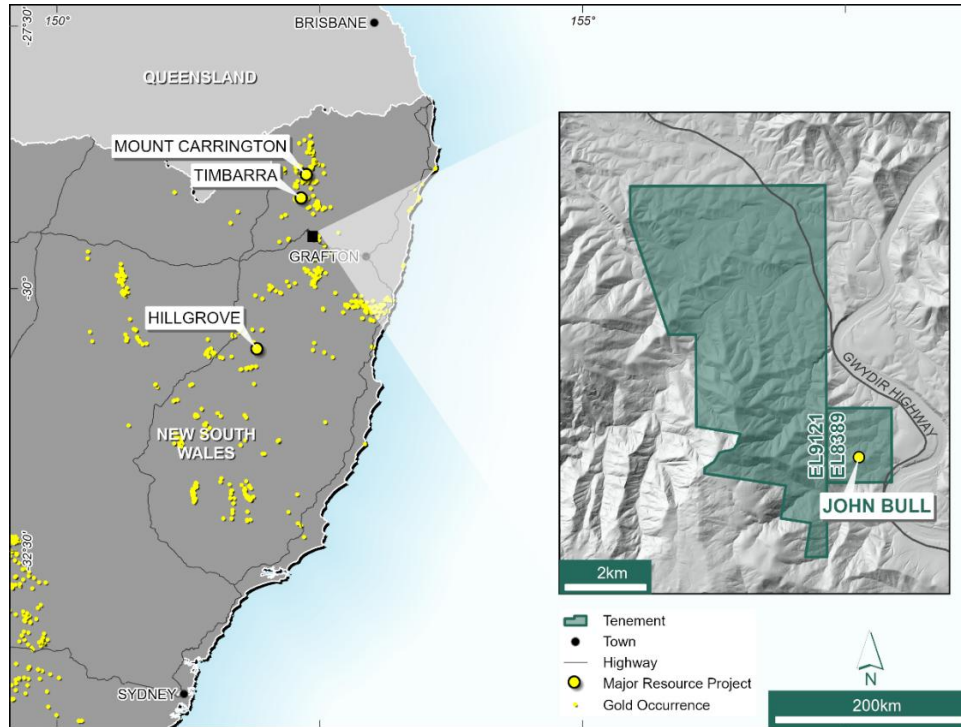 150°
155°
-27°30'
BRISBANE
QUEENSLAND
MOUNT CARRINGTON
TIMBARRA
GRAFTON
-30°
HILLGROVE
NEW SOUTH
WALES
-32°30'
SYDNEY
GWYDIR HIGHWAY
EL9121
EL8389
JOHN BULL
2km
Tenement
Town
Highway
Major Resource Project
Gold Occurrence
N
200km